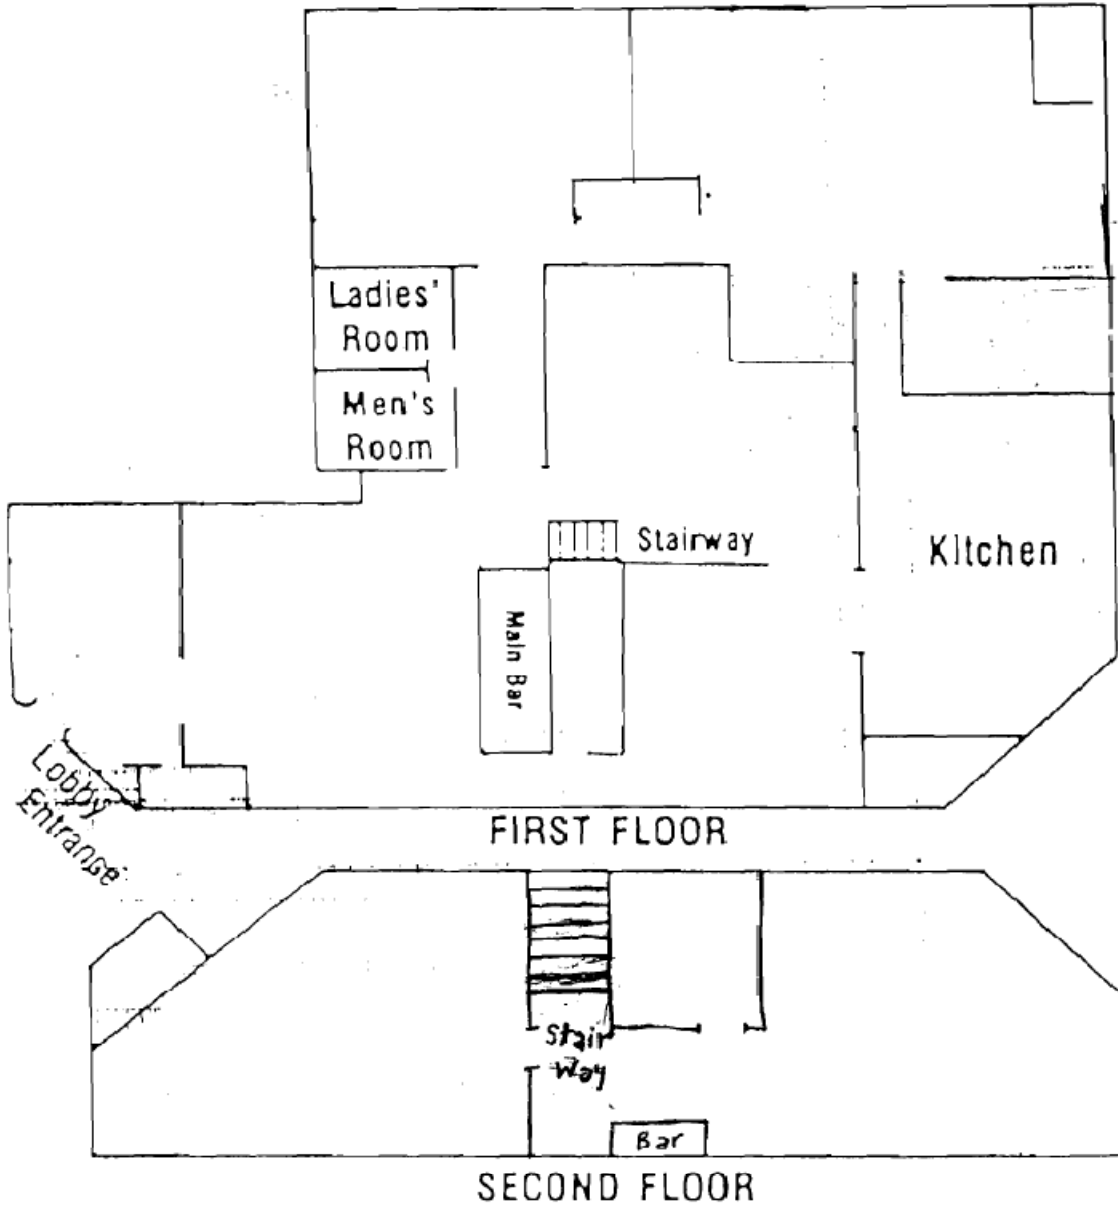 Ladies'
Room
Men's
Room
Stairway
Kitchen
Main Bar
Lobby
Entrance
FIRST FLOOR
Stair
Way
Bar
SECOND FLOOR